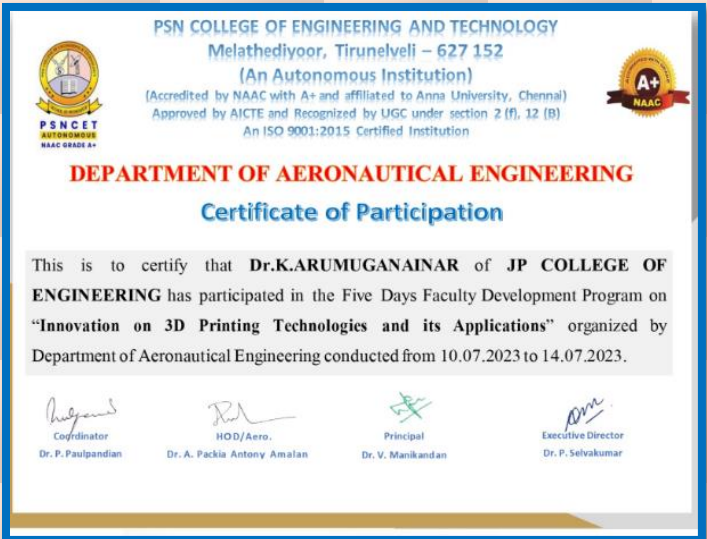 PSN COLLEGE OF ENGINEERING AND TECHNOLOGY
Melathediyoor, Tirunelveli – 627 152
(An Autonomous Institution)
(Accredited by NAAC with A+ and affiliated to Anna University, Chennai)
Approved by AICTE and Recognized by UGC under section 2 (f), 12 (B)
An ISO 9001:2015 Certified Institution
PSNCET
AUTONOMOUS
NAAC GRADE A+
A+
NAAC
DEPARTMENT OF AERONAUTICAL ENGINEERING
Certificate of Participation
This is to certify that Dr.K.ARUMUGANAINAR of JP COLLEGE OF
ENGINEERING has participated in the Five Days Faculty Development Program on
“Innovation on 3D Printing Technologies and its Applications” organized by
Department of Aeronautical Engineering conducted from 10.07.2023 to 14.07.2023.
Coordinator
Dr. P. Paulpandian
HOD/Aero.
Dr. A. Packia Antony Amalan
Principal
Dr. V. Manikandan
Executive Director
Dr. P. Selvakumar